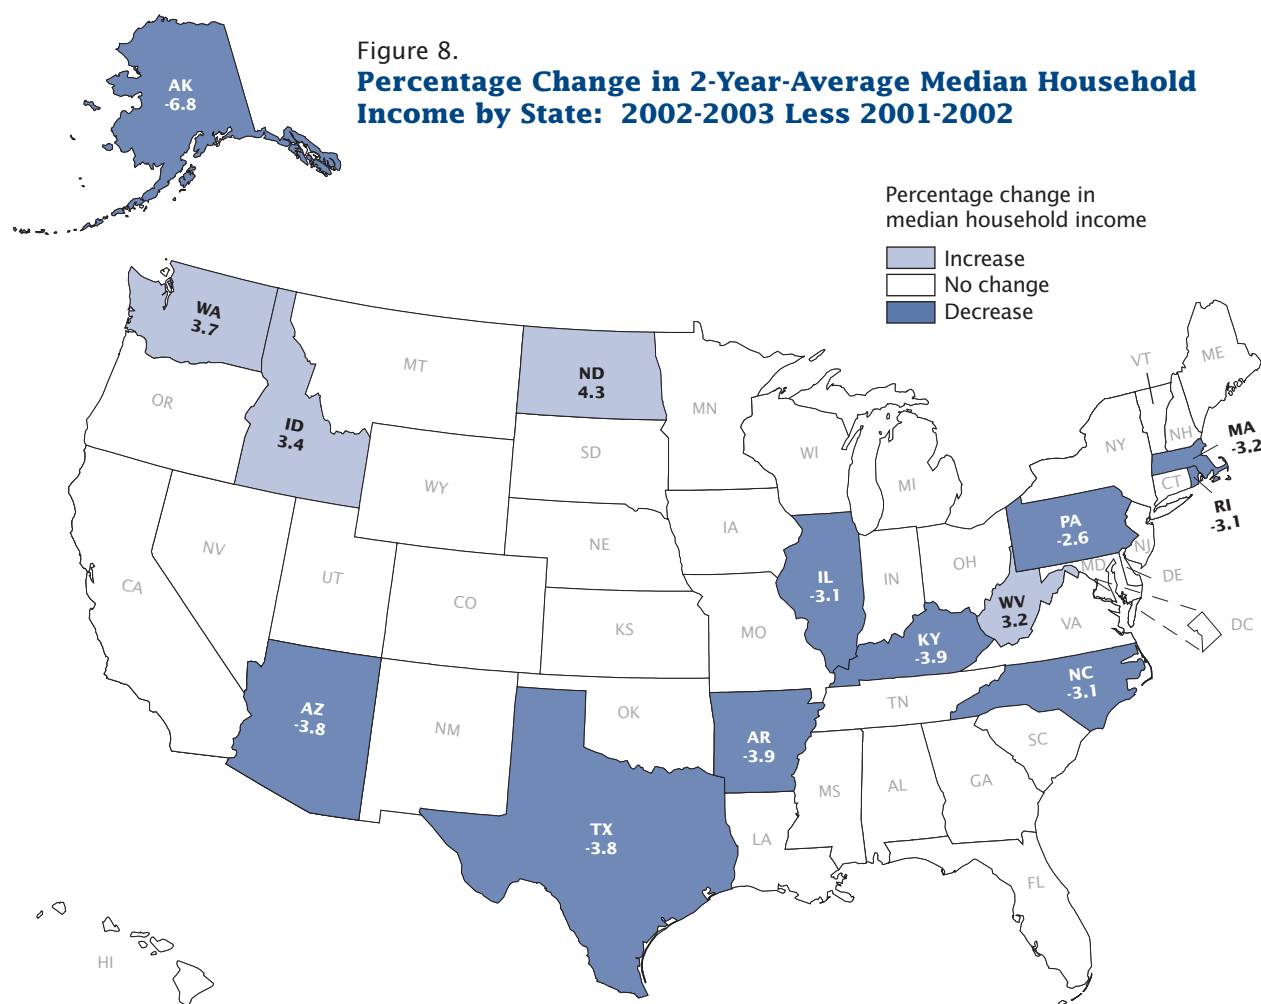 Figure 8.
Percentage Change in 2-Year-Average Median Household
Income by State:  2002-2003 Less 2001-2002
AK
-6.8
Percentage change in
median household income
Increase
No change
Decrease
WA
3.7
MT
ND
4.3
MN
VT
ME
OR
ID
3.4
SD
WI
MI
NY
NH
MA
-3.2
WY
CT
RI
-3.1
NV
IA
PA
-2.6
NJ
CA
UT
NE
IL
-3.1
IN
OH
MD
DE
CO
KS
MO
KY
-3.9
WV
3.2
VA
DC
AZ
-3.8
NM
OK
AR
-3.9
TN
NC
-3.1
SC
TX
-3.8
LA
MS
AL
GA
FL
HI